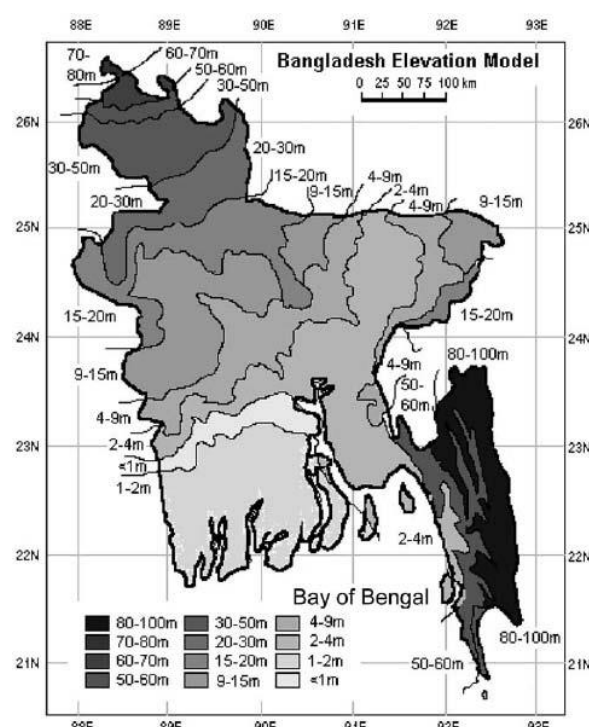 88E 89E 90E 91E 92E 93E
Bangladesh Elevation Model
0 25 50 75 100 km
70-
80m
60-70m
50-60m
30-50m
26N
26N
30-50m
20-30m
20-30m
15-20m
9-15m
4-9m
2-4m
4-9m
9-15m
25N
25N
15-20m
15-20m
24N
24N
9-15m
4-9m
50-
60m
80-100m
4-9m
2-4m
<1m
1-2m
23N
23N
2-4m
22N
22N
Bay of Bengal
80-100m
50-60m
80-100m 30-50m 4-9m
70-80m 20-30m 2-4m
60-70m 15-20m 1-2m
50-60m 9-15m <1m
21N
21N